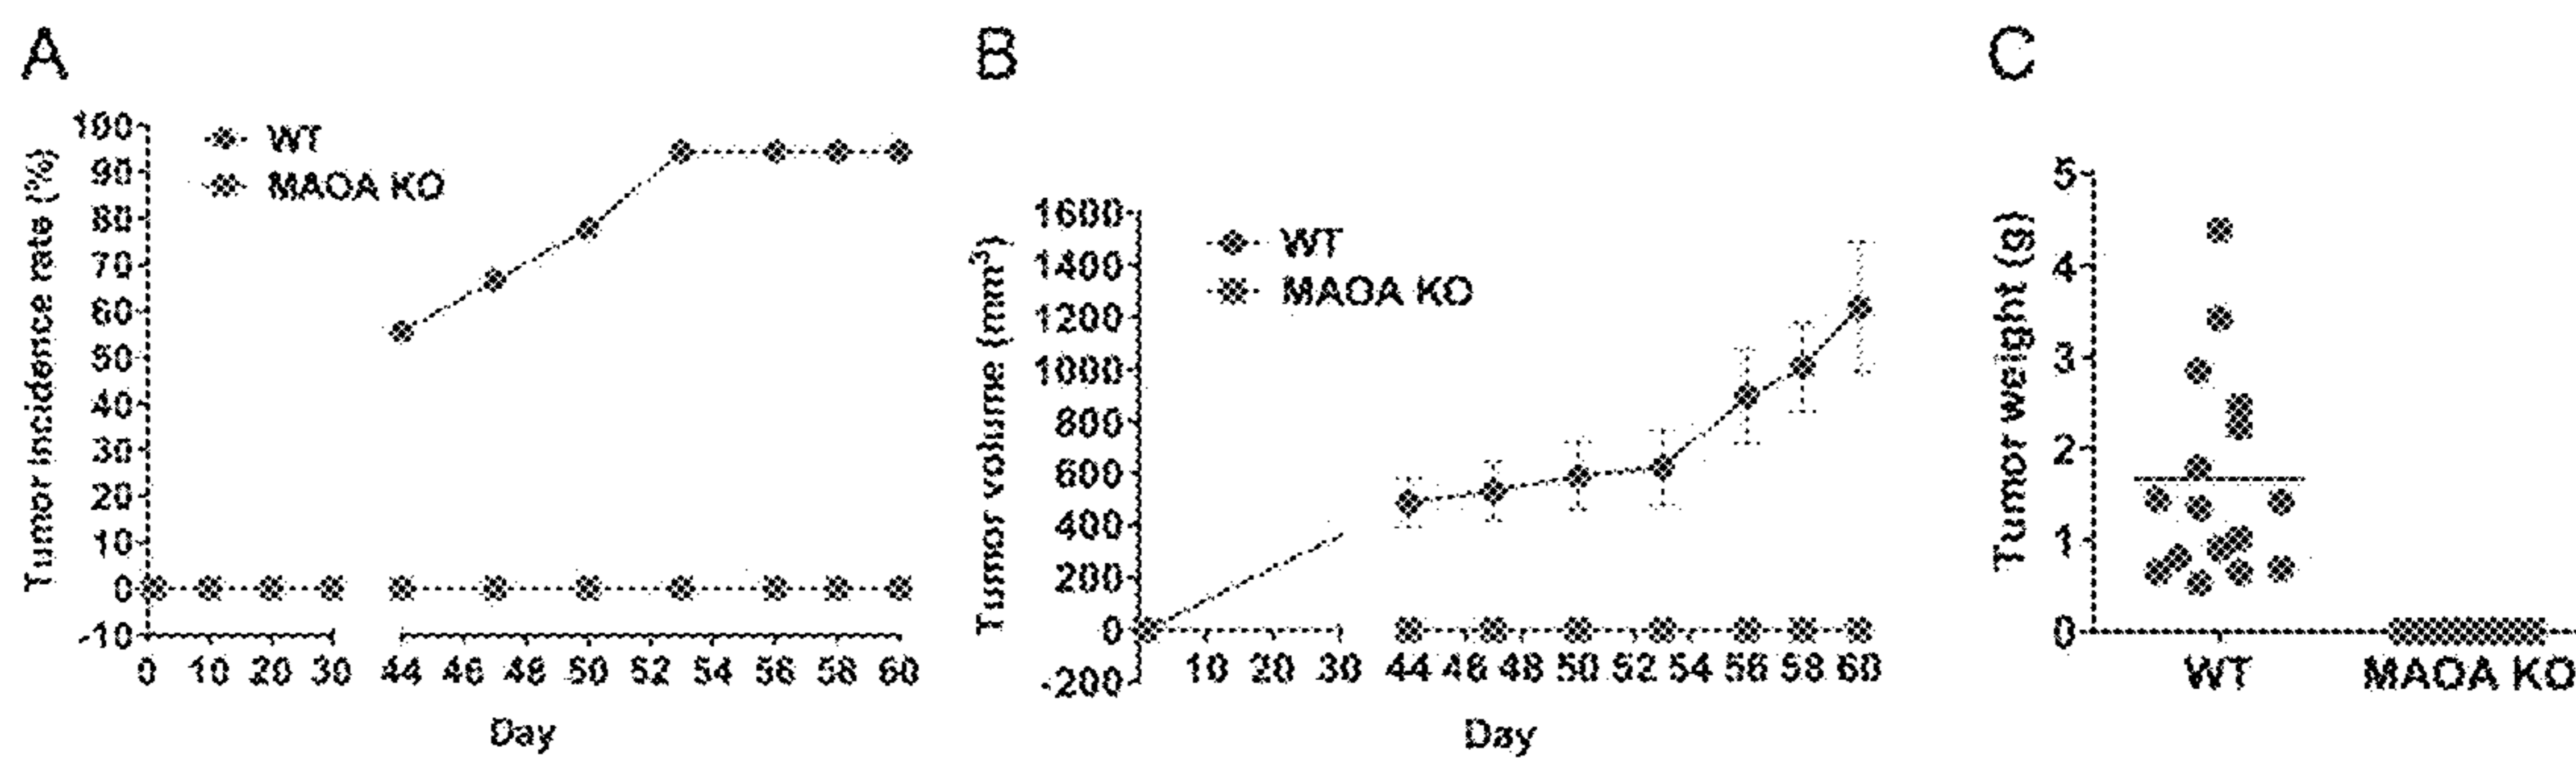 A
Tumor incidence rate (%)
100
90
80
70
60
50
40
30
20
10
0
-10
WT
MAOA KO
0 10 20 30 44 46 48 50 52 54 56 58 60
Day
B
Tumor volume (mm³)
1600
1400
1200
1000
800
600
400
200
0
-200
WT
MAOA KO
10 20 30 44 46 48 50 52 54 56 58 60
Day
C
Tumor weight (g)
5
4
3
2
1
0
WT MAOA KO